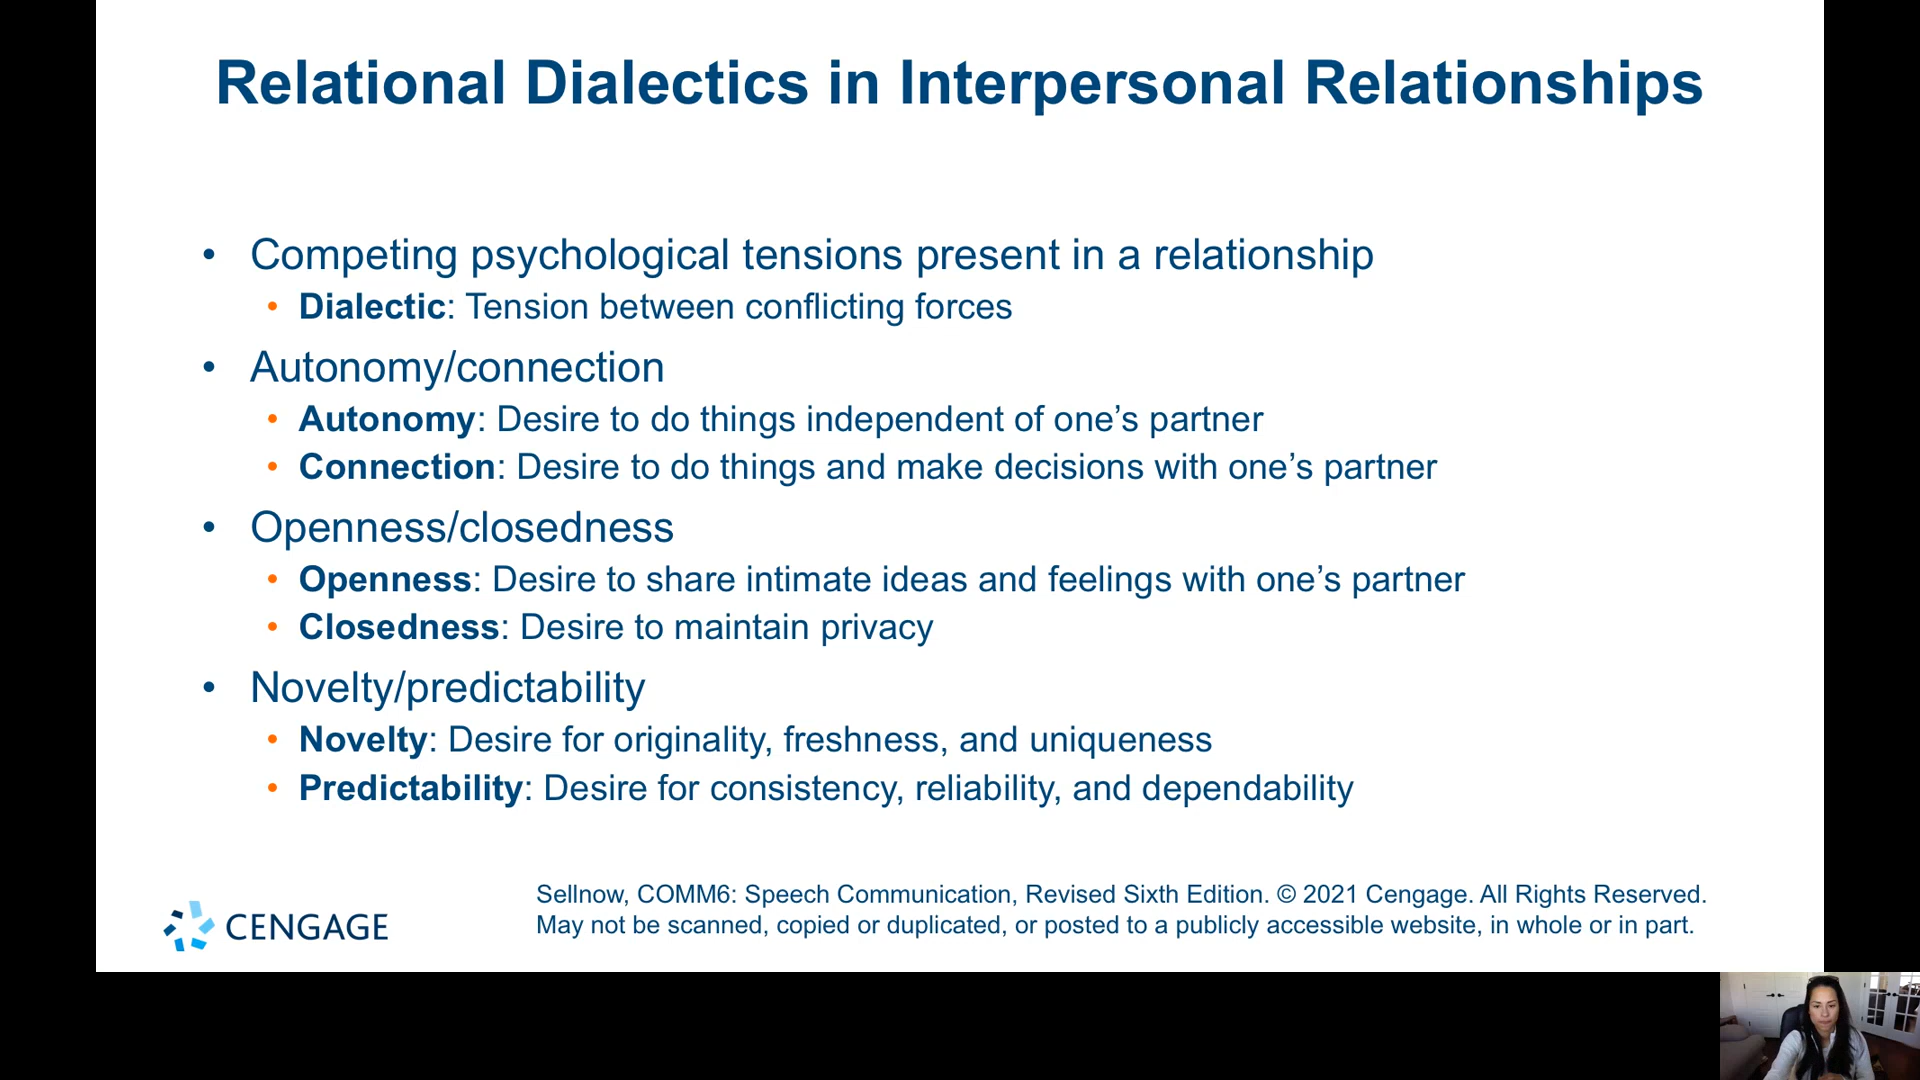 Relational Dialectics in Interpersonal Relationships
• Competing psychological tensions present in a relationship
• Dialectic: Tension between conflicting forces
• Autonomy/connection
• Autonomy: Desire to do things independent of one’s partner
• Connection: Desire to do things and make decisions with one’s partner
• Openness/closedness
• Openness: Desire to share intimate ideas and feelings with one’s partner
• Closedness: Desire to maintain privacy
• Novelty/predictability
• Novelty: Desire for originality, freshness, and uniqueness
• Predictability: Desire for consistency, reliability, and dependability
CENGAGE
Sellnow, COMM6: Speech Communication, Revised Sixth Edition. © 2021 Cengage. All Rights Reserved.
May not be scanned, copied or duplicated, or posted to a publicly accessible website, in whole or in part.